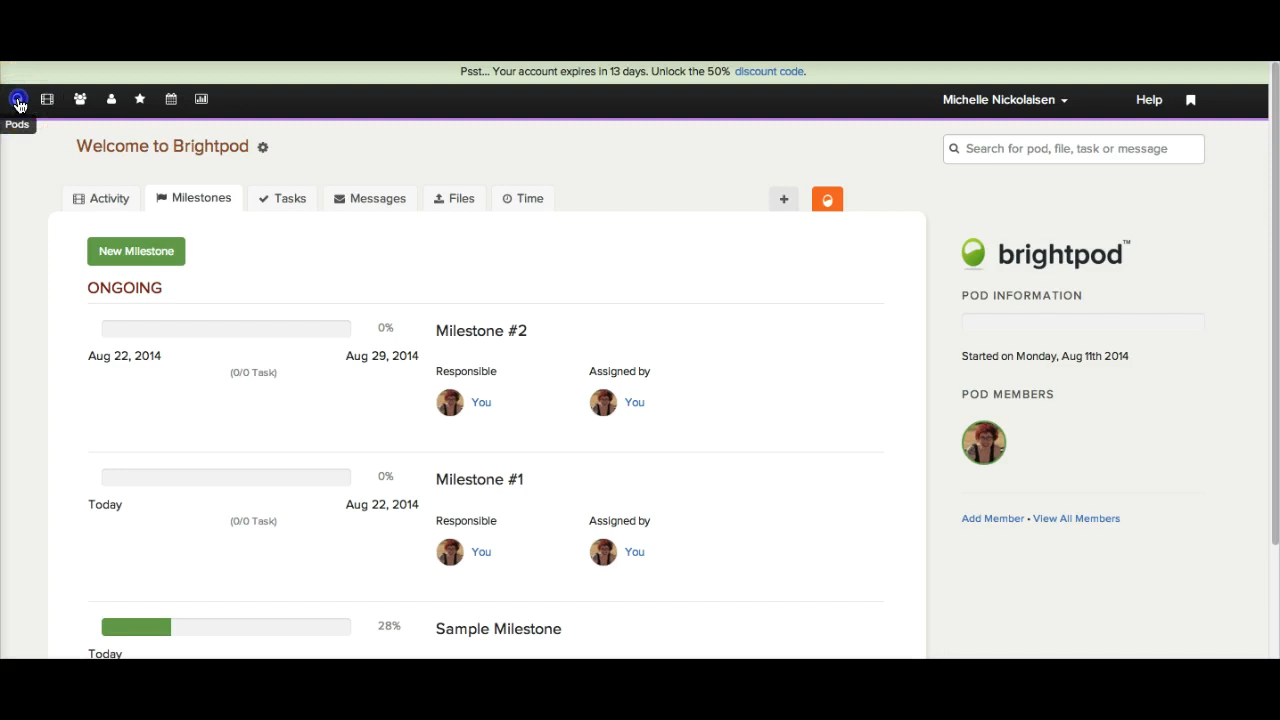 Psst... Your account expires in 13 days. Unlock the 50% discount code.
Michelle Nickolaisen
Help
Pods
Welcome to Brightpod
Search for pod, file, task or message
Activity
Milestones
Tasks
Messages
Files
Time
+
New Milestone
ONGOING
0%
Milestone #2
Aug 22, 2014
Aug 29, 2014
(0/0 Task)
Responsible
Assigned by
You
You
0%
Milestone #1
Today
Aug 22, 2014
(0/0 Task)
Responsible
Assigned by
You
You
28%
Sample Milestone
Today
brightpod™
POD INFORMATION
Started on Monday, Aug 11th 2014
POD MEMBERS
Add Member • View All Members